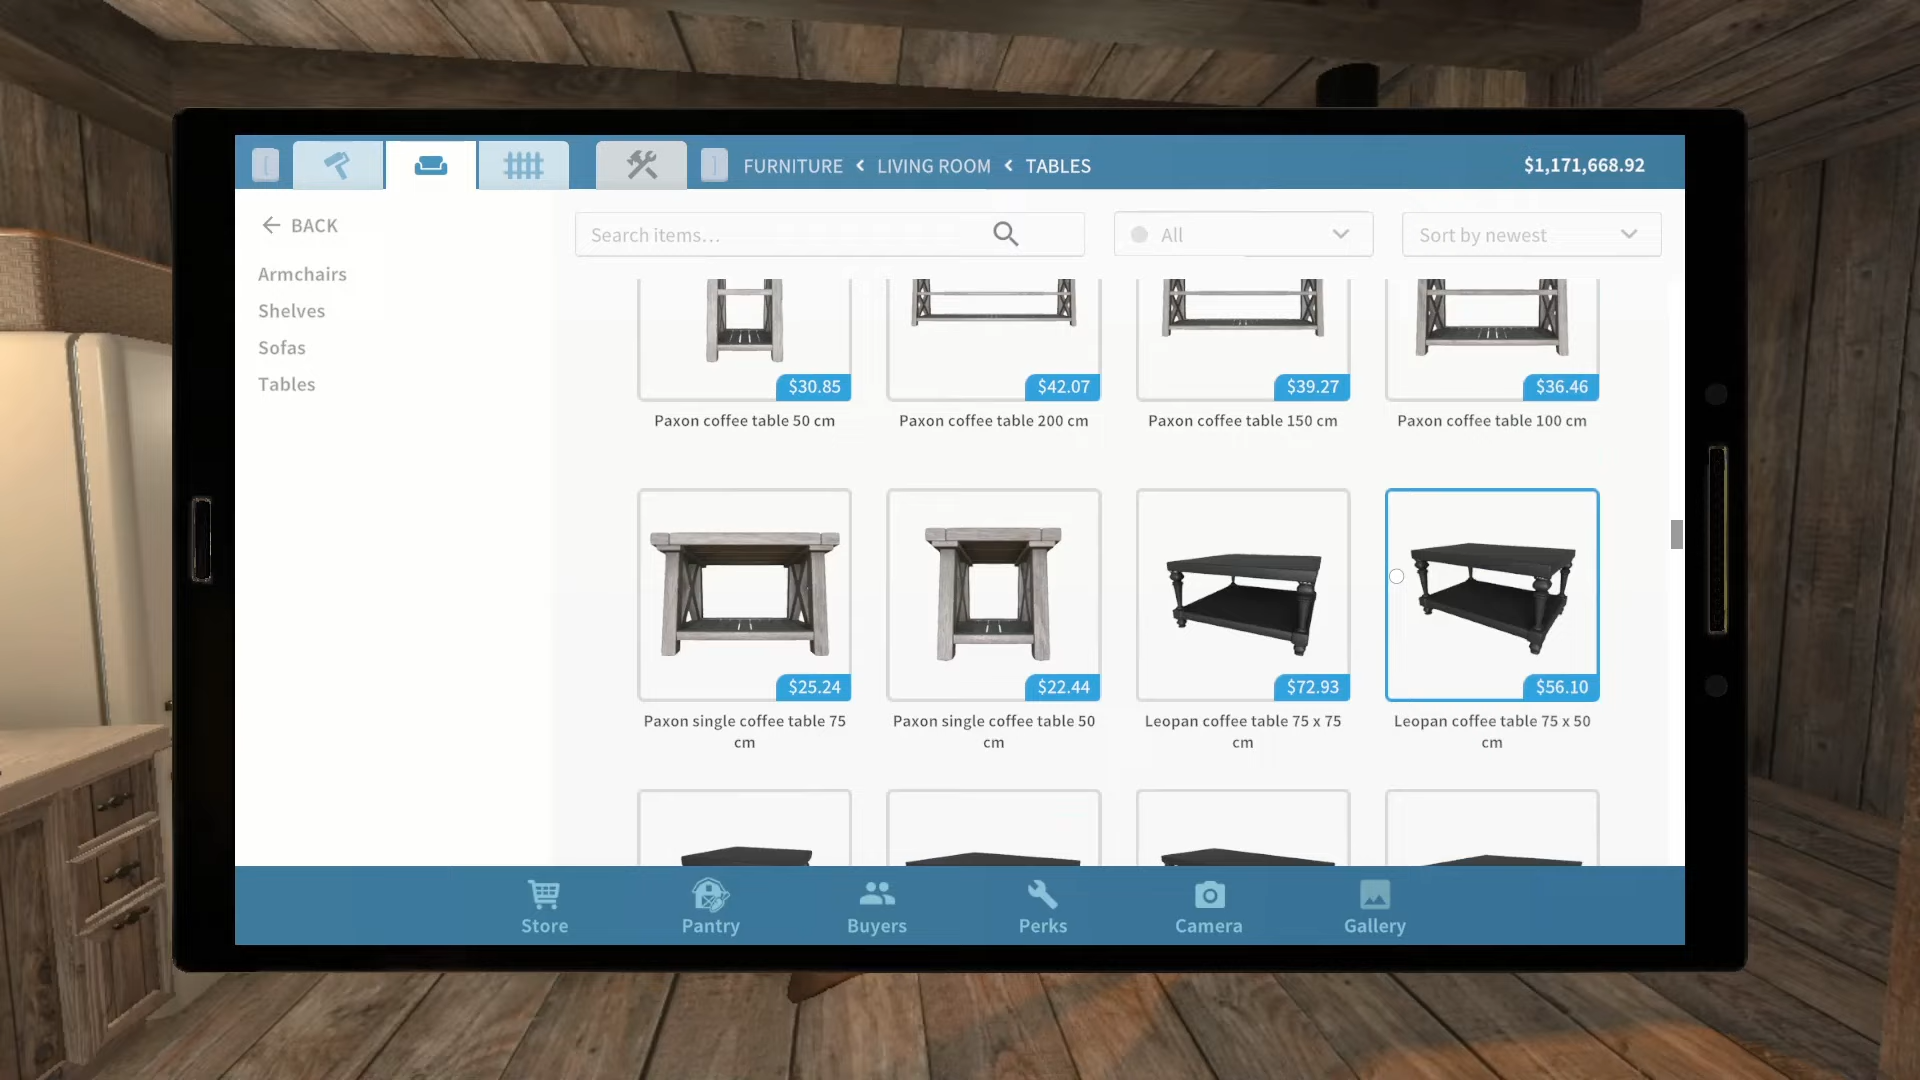 FURNITURE < LIVING ROOM < TABLES
$1,171,668.92
BACK
Search items...
All
Sort by newest
Armchairs
Shelves
Sofas
Tables
$30.85
$42.07
$39.27
$36.46
Paxon coffee table 50 cm
Paxon coffee table 200 cm
Paxon coffee table 150 cm
Paxon coffee table 100 cm
$25.24
$22.44
$72.93
$56.10
Paxon single coffee table 75
cm
Paxon single coffee table 50
cm
Leopan coffee table 75 x 75
cm
Leopan coffee table 75 x 50
cm
Store
Pantry
Buyers
Perks
Camera
Gallery